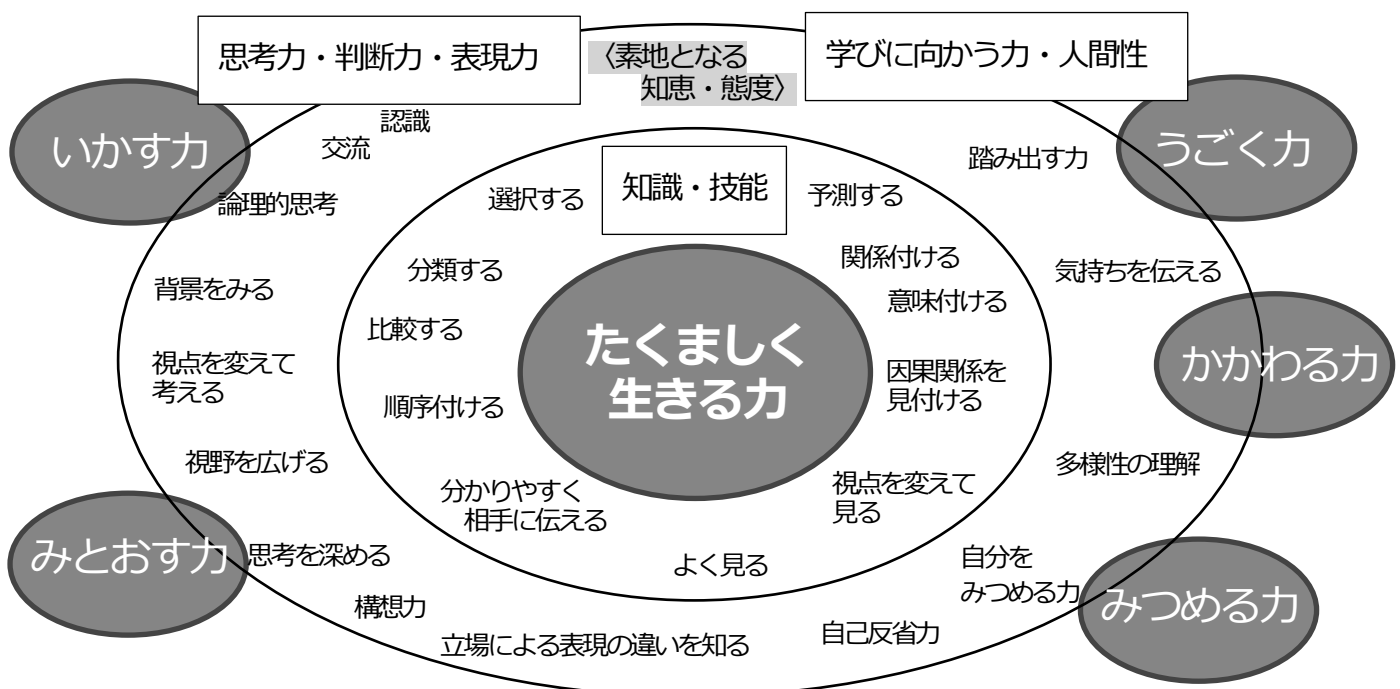 思考力・判断力・表現力
〈素地となる
知恵・態度〉
学びに向かう力・人間性
いかす力
うごく力
認識
交流
論理的思考
踏み出す力
選択する
知識・技能
予測する
背景をみる
分類する
関係付ける
意味付ける
気持ちを伝える
比較する
たくましく
生きる力
視点を変えて
考える
因果関係を
見付ける
かかわる力
順序付ける
視野を広げる
分かりやすく
相手に伝える
視点を変えて
見る
多様性の理解
みとおす力
思考を深める
よく見る
自分を
みつめる力
みつめる力
構想力
立場による表現の違いを知る
自己反省力